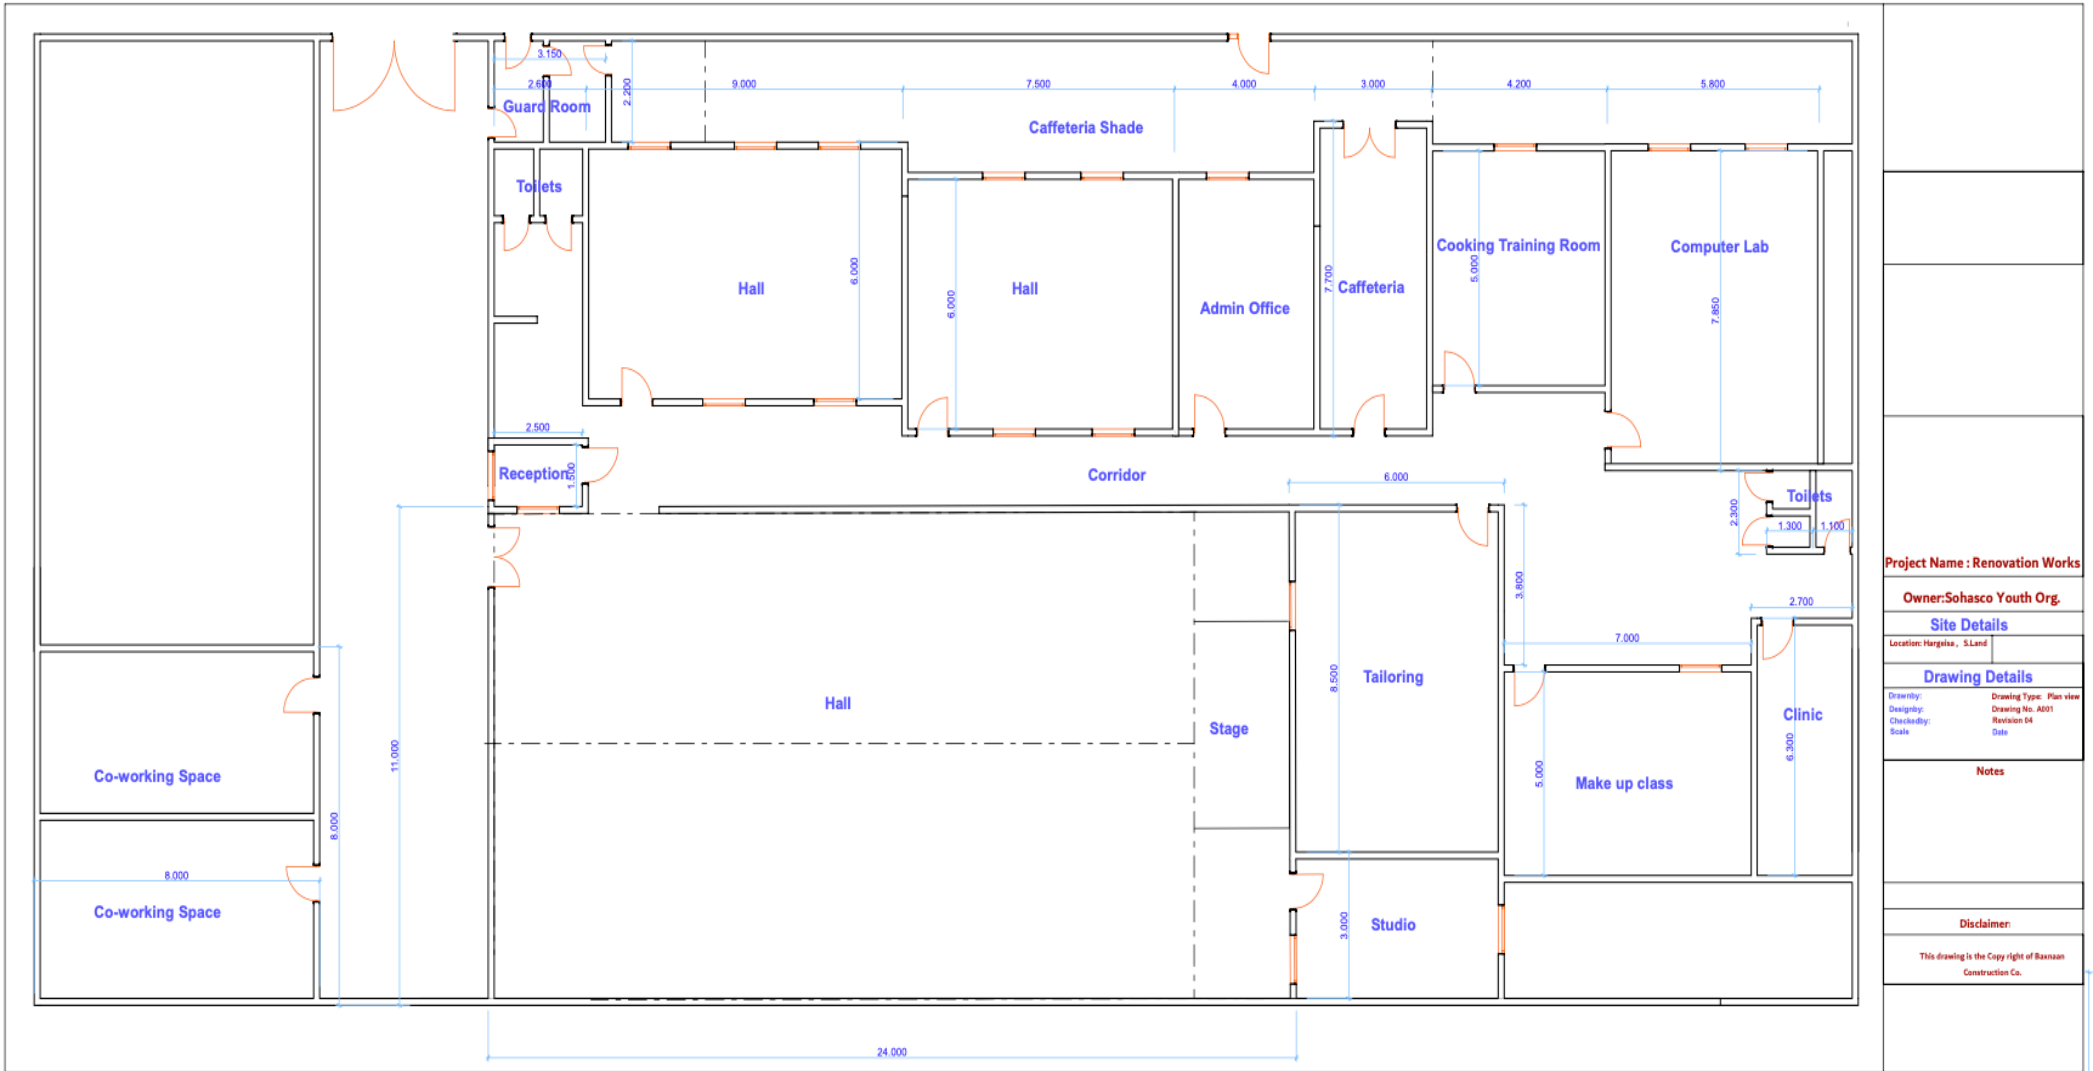 3.150
2.600
Guard Room
2.200
9.000
7.500
4.000
3.000
4.200
5.800
Caffeteria Shade
Toilets
Hall
6.000
Hall
6.000
Admin Office
7.700
Caffeteria
Cooking Training Room
5.000
Computer Lab
7.850
2.500
Reception
1.500
Corridor
6.000
Toilets
2.300
1.300
1.100
11.000
Hall
Stage
8.500
Tailoring
3.800
7.000
2.700
Clinic
6.300
5.000
Make up class
Co-working Space
8.000
8.000
Co-working Space
3.000
Studio
24.000
Project Name : Renovation Works
Owner:Sohasco Youth Org.
Site Details
Location: Hargeisa , S.Land
Drawing Details
Drawnby: Drawing Type: Plan view
Designby: Drawing No. A001
Checkedby: Revision 04
Scale Date
Notes
Disclaimer:
This drawing is the Copy right of Baxnaan
Construction Co.